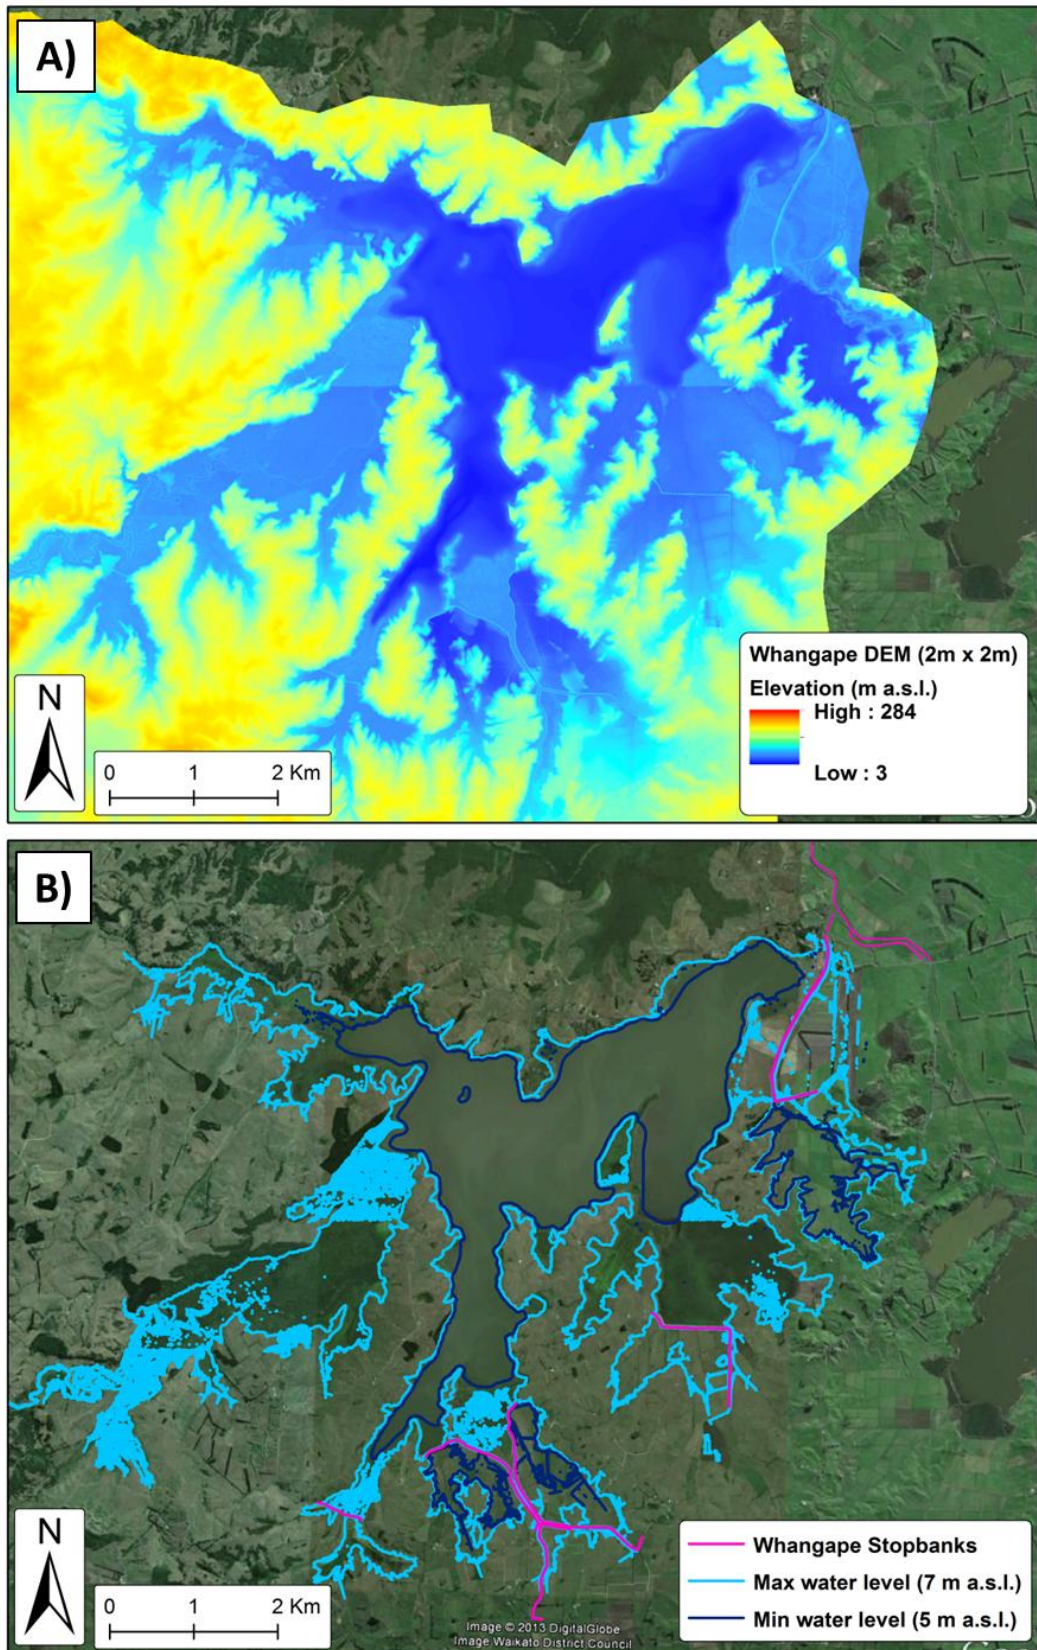 A)
Whangape DEM (2m x 2m)
Elevation (m a.s.l.)
High : 284
Low : 3
N
0 1 2 Km
B)
N
0 1 2 Km
Whangape Stopbanks
Max water level (7 m a.s.l.)
Min water level (5 m a.s.l.)
Image © 2013 DigitalGlobe
Image Waikato District Council